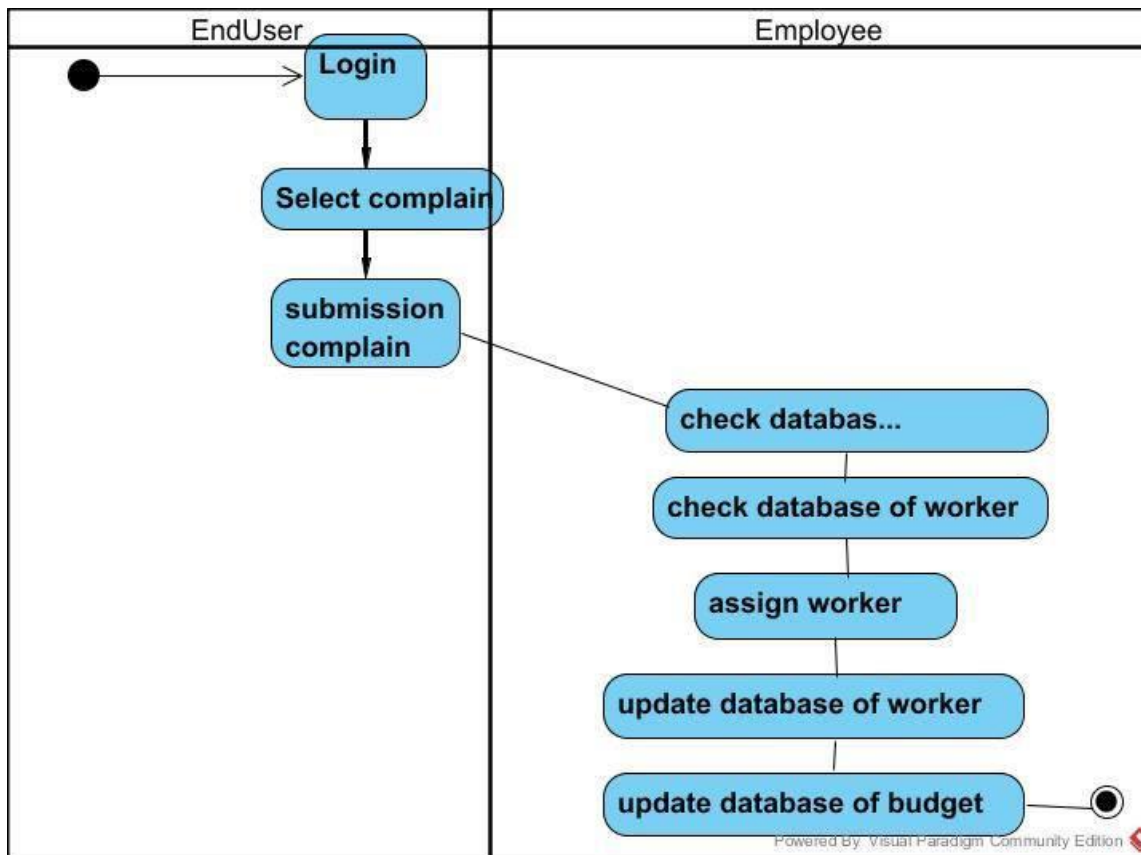 EndUser
Employee
Login
Select complain
submission
complain
check databas...
check database of worker
assign worker
update database of worker
update database of budget
Powered By Visual Paradigm Community Edition